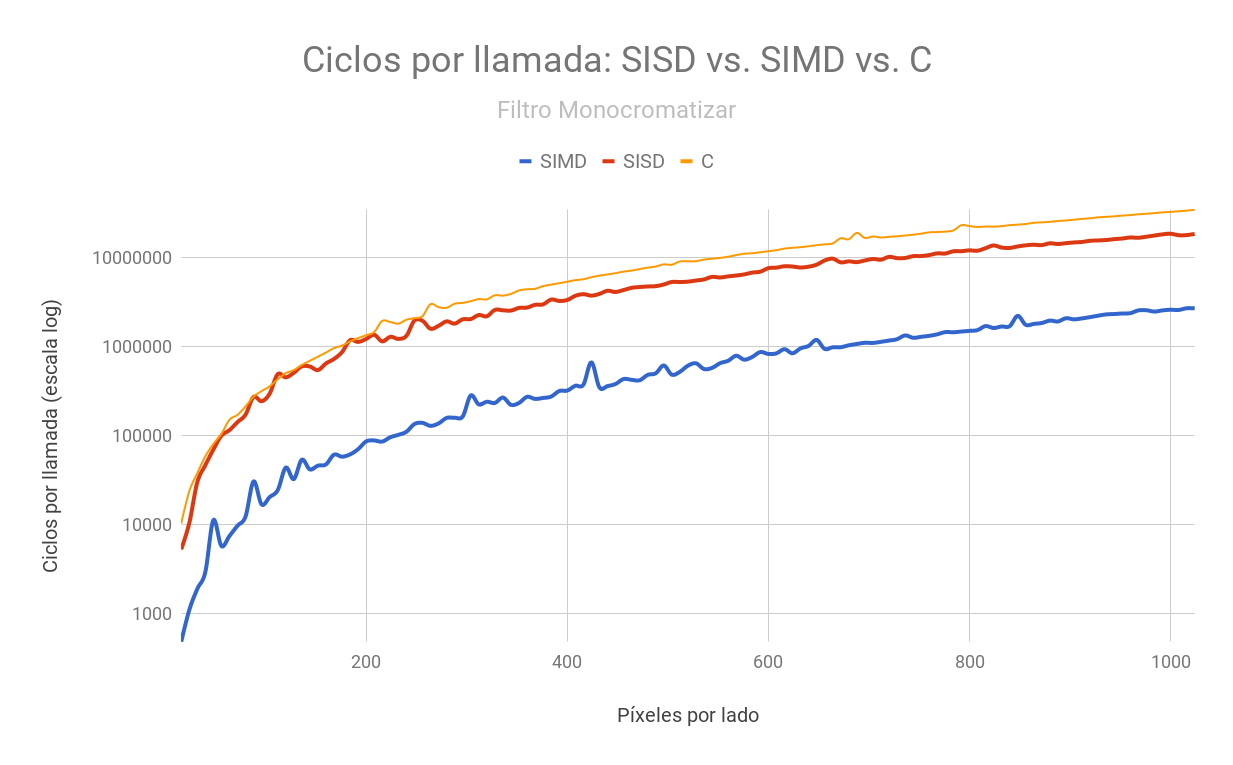 Ciclos por llamada: SISD vs. SIMD vs. C
Filtro Monocromatizar
SIMD SISD C
Ciclos por llamada (escala log)
10000000
1000000
100000
10000
1000
200 400 600 800 1000
Píxeles por lado